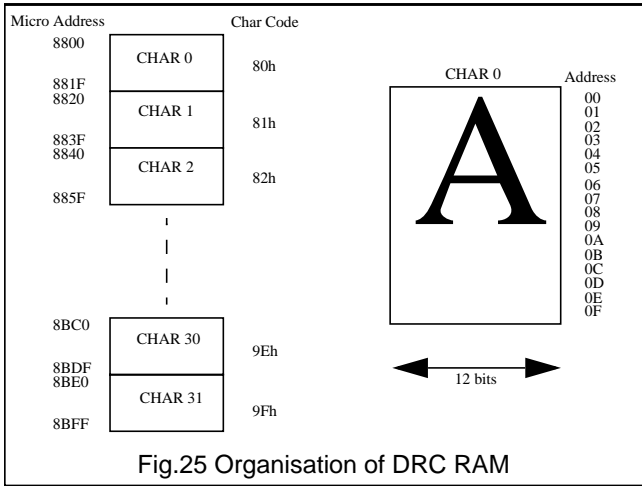 Micro Address
Char Code
8800
CHAR 0
80h
881F
8820
CHAR 1
81h
883F
8840
CHAR 2
82h
885F
8BC0
CHAR 30
9Eh
8BDF
8BE0
CHAR 31
9Fh
8BFF
CHAR 0
Address
A
00
01
02
03
04
05
06
07
08
09
0A
0B
0C
0D
0E
0F
12 bits
Fig.25 Organisation of DRC RAM